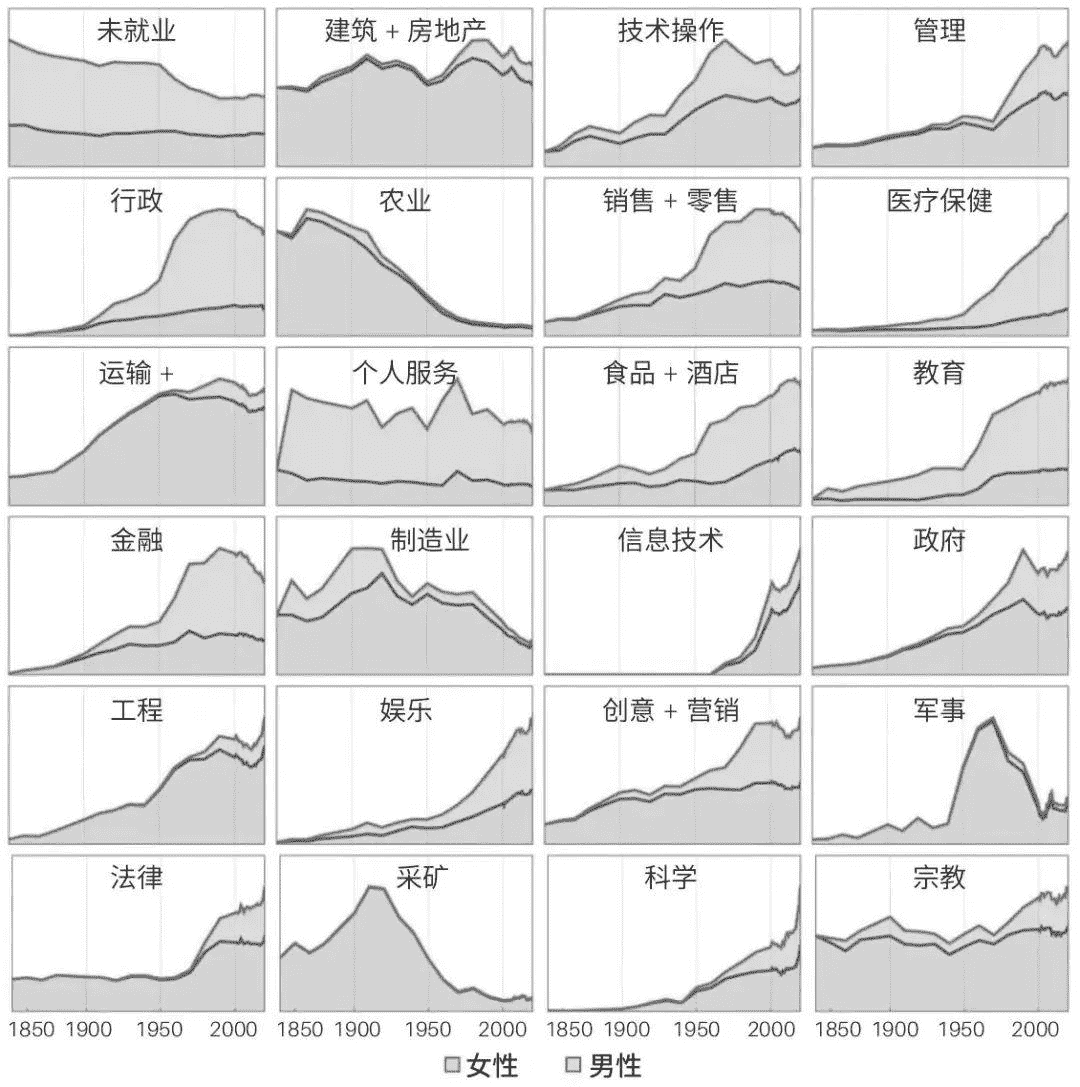 未就业
建筑 + 房地产
技术操作
管理
行政
农业
销售 + 零售
医疗保健
运输 +
个人服务
食品 + 酒店
教育
金融
制造业
信息技术
政府
工程
娱乐
创意 + 营销
军事
法律
采矿
科学
宗教
1850 1900 1950 2000
1850 1900 1950 2000
1850 1900 1950 2000
1850 1900 1950 2000
女性 男性